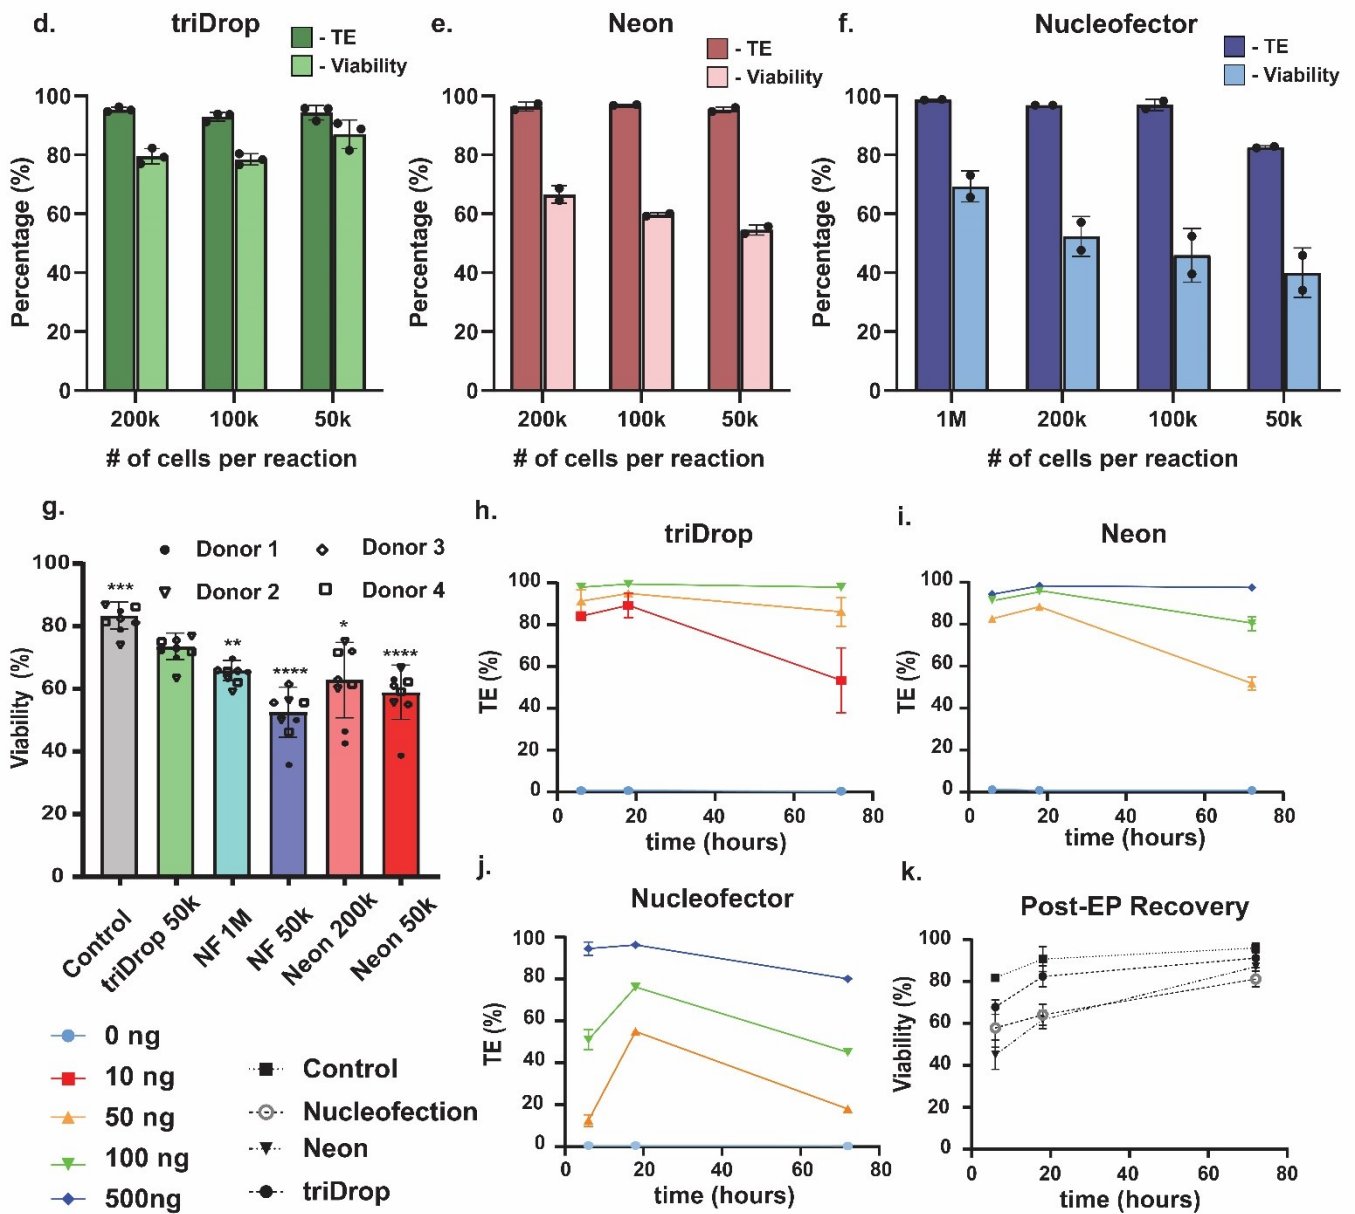 d.
triDrop
- TE
- Viability
Percentage (%)
100
80
60
40
20
0
200k
100k
50k
# of cells per reaction
e.
Neon
- TE
- Viability
Percentage (%)
100
80
60
40
20
0
200k
100k
50k
# of cells per reaction
f.
Nucleofector
- TE
- Viability
Percentage (%)
100
80
60
40
20
0
1M
200k
100k
50k
# of cells per reaction
g.
Donor 1
Donor 2
Donor 3
Donor 4
Viability (%)
100
80
60
40
20
0
***
**
****
*
****
Control
triDrop 50k
NF 1M
NF 50k
Neon 200k
Neon 50k
h.
triDrop
TE (%)
100
80
60
40
20
0
0
20
40
60
80
time (hours)
i.
Neon
TE (%)
100
80
60
40
20
0
0
20
40
60
80
time (hours)
j.
Nucleofector
TE (%)
100
80
60
40
20
0
0
20
40
60
80
time (hours)
k.
Post-EP Recovery
Viability (%)
100
80
60
40
20
0
0
20
40
60
80
time (hours)
0 ng
10 ng
50 ng
100 ng
500ng
Control
Nucleofection
Neon
triDrop